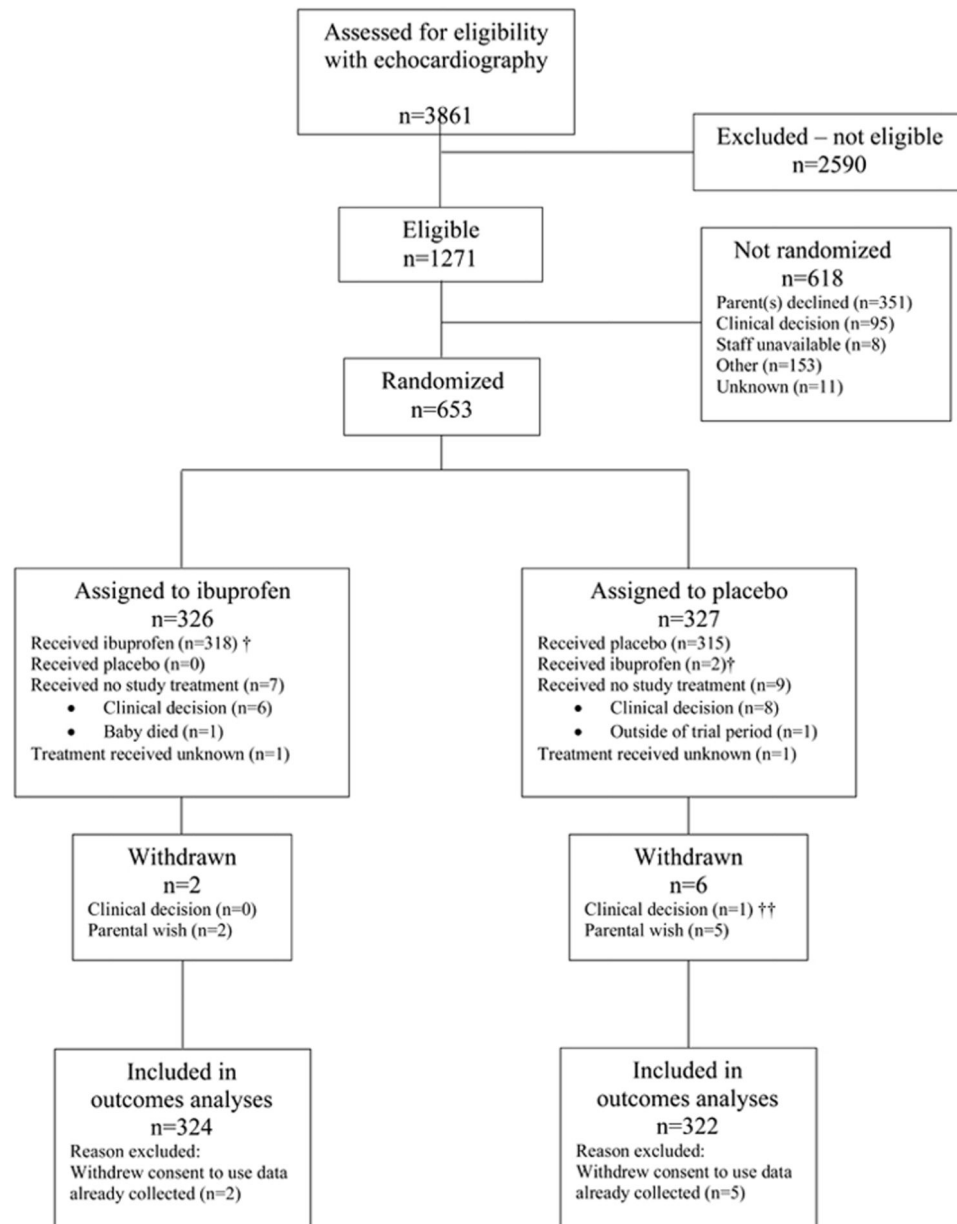 Assessed for eligibility
with echocardiography
n=3861
Excluded – not eligible
n=2590
Eligible
n=1271
Not randomized
n=618
Parent(s) declined (n=351)
Clinical decision (n=95)
Staff unavailable (n=8)
Other (n=153)
Unknown (n=11)
Randomized
n=653
Assigned to ibuprofen
n=326
Received ibuprofen (n=318) †
Received placebo (n=0)
Received no study treatment (n=7)
• Clinical decision (n=6)
• Baby died (n=1)
Treatment received unknown (n=1)
Assigned to placebo
n=327
Received placebo (n=315)
Received ibuprofen (n=2)†
Received no study treatment (n=9)
• Clinical decision (n=8)
• Outside of trial period (n=1)
Treatment received unknown (n=1)
Withdrawn
n=2
Clinical decision (n=0)
Parental wish (n=2)
Withdrawn
n=6
Clinical decision (n=1) ††
Parental wish (n=5)
Included in
outcomes analyses
n=324
Reason excluded:
Withdrew consent to use data
already collected (n=2)
Included in
outcomes analyses
n=322
Reason excluded:
Withdrew consent to use data
already collected (n=5)